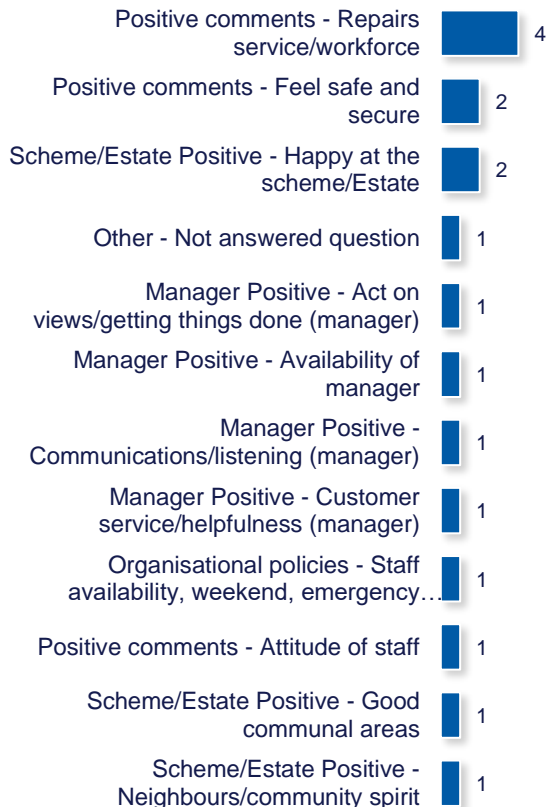 Positive comments - Repairs
service/workforce
4
Positive comments - Feel safe and
secure
2
Scheme/Estate Positive - Happy at the
scheme/Estate
2
Other - Not answered question
1
Manager Positive - Act on
views/getting things done (manager)
1
Manager Positive - Availability of
manager
1
Manager Positive -
Communications/listening (manager)
1
Manager Positive - Customer
service/helpfulness (manager)
1
Organisational policies - Staff
availability, weekend, emergency…
1
Positive comments - Attitude of staff
1
Scheme/Estate Positive - Good
communal areas
1
Scheme/Estate Positive -
Neighbours/community spirit
1